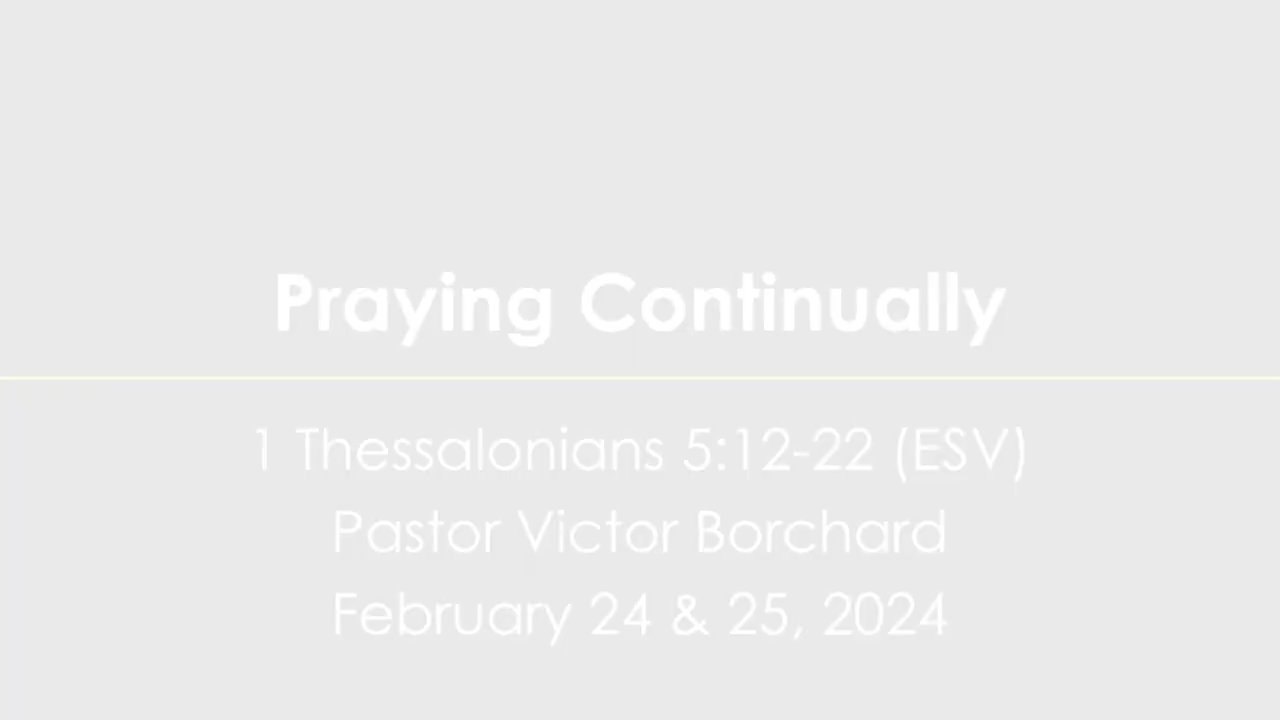 Praying Continually
1 Thessalonians 5:12-22 (ESV)
Pastor Victor Borchard
February 24 & 25, 2024